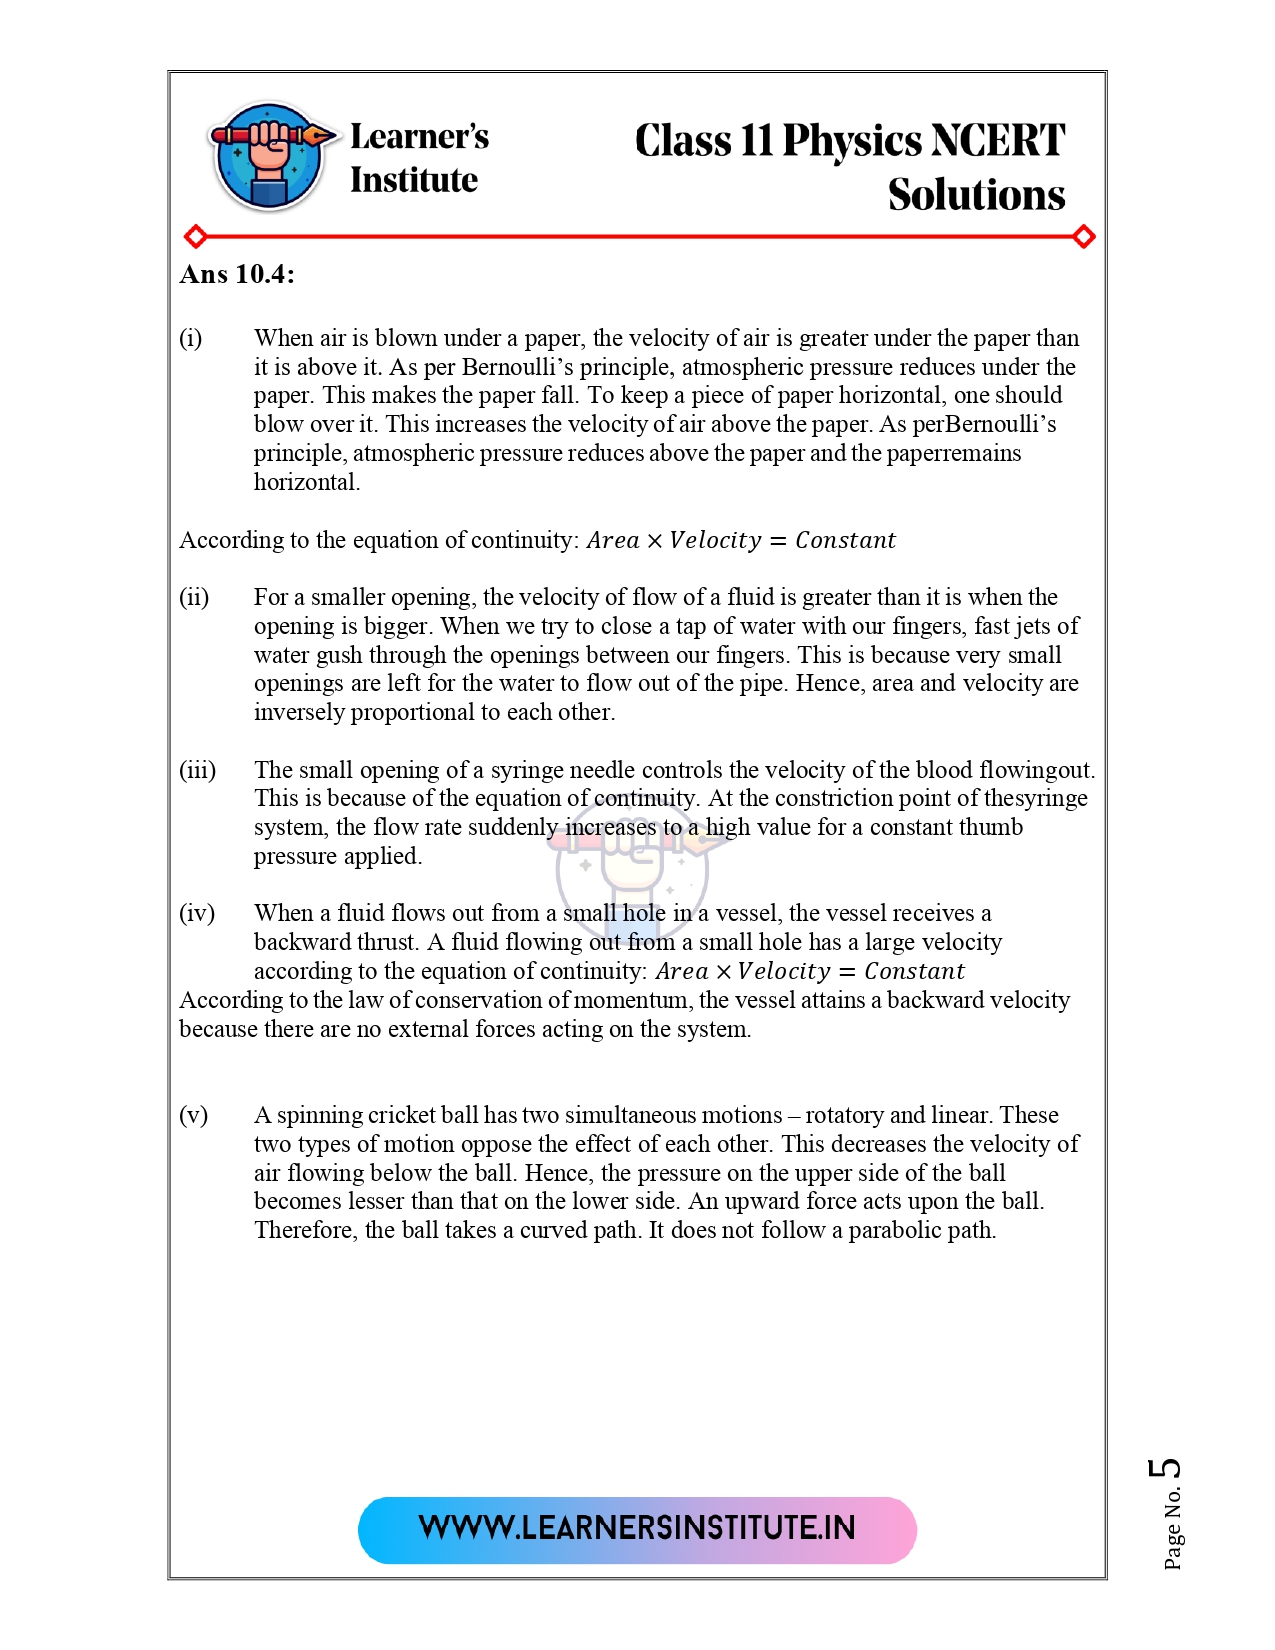 Learner's
Institute
Class 11 Physics NCERT
Solutions
Ans 10.4:
(i) When air is blown under a paper, the velocity of air is greater under the paper than
it is above it. As per Bernoulli's principle, atmospheric pressure reduces under the
paper. This makes the paper fall. To keep a piece of paper horizontal, one should
blow over it. This increases the velocity of air above the paper. As perBernoulli's
principle, atmospheric pressure reduces above the paper and the paperremains
horizontal.
According to the equation of continuity: Area × Velocity = Constant
(ii) For a smaller opening, the velocity of flow of a fluid is greater than it is when the
opening is bigger. When we try to close a tap of water with our fingers, fast jets of
water gush through the openings between our fingers. This is because very small
openings are left for the water to flow out of the pipe. Hence, area and velocity are
inversely proportional to each other.
(iii) The small opening of a syringe needle controls the velocity of the blood flowingout.
This is because of the equation of continuity. At the constriction point of thesyringe
system, the flow rate suddenly increases to a high value for a constant thumb
pressure applied.
(iv) When a fluid flows out from a small hole in a vessel, the vessel receives a
backward thrust. A fluid flowing out from a small hole has a large velocity
according to the equation of continuity: Area × Velocity = Constant
According to the law of conservation of momentum, the vessel attains a backward velocity
because there are no external forces acting on the system.
(v) A spinning cricket ball has two simultaneous motions – rotatory and linear. These
two types of motion oppose the effect of each other. This decreases the velocity of
air flowing below the ball. Hence, the pressure on the upper side of the ball
becomes lesser than that on the lower side. An upward force acts upon the ball.
Therefore, the ball takes a curved path. It does not follow a parabolic path.
Page No. 5
WWW.LEARNERSINSTITUTE.IN